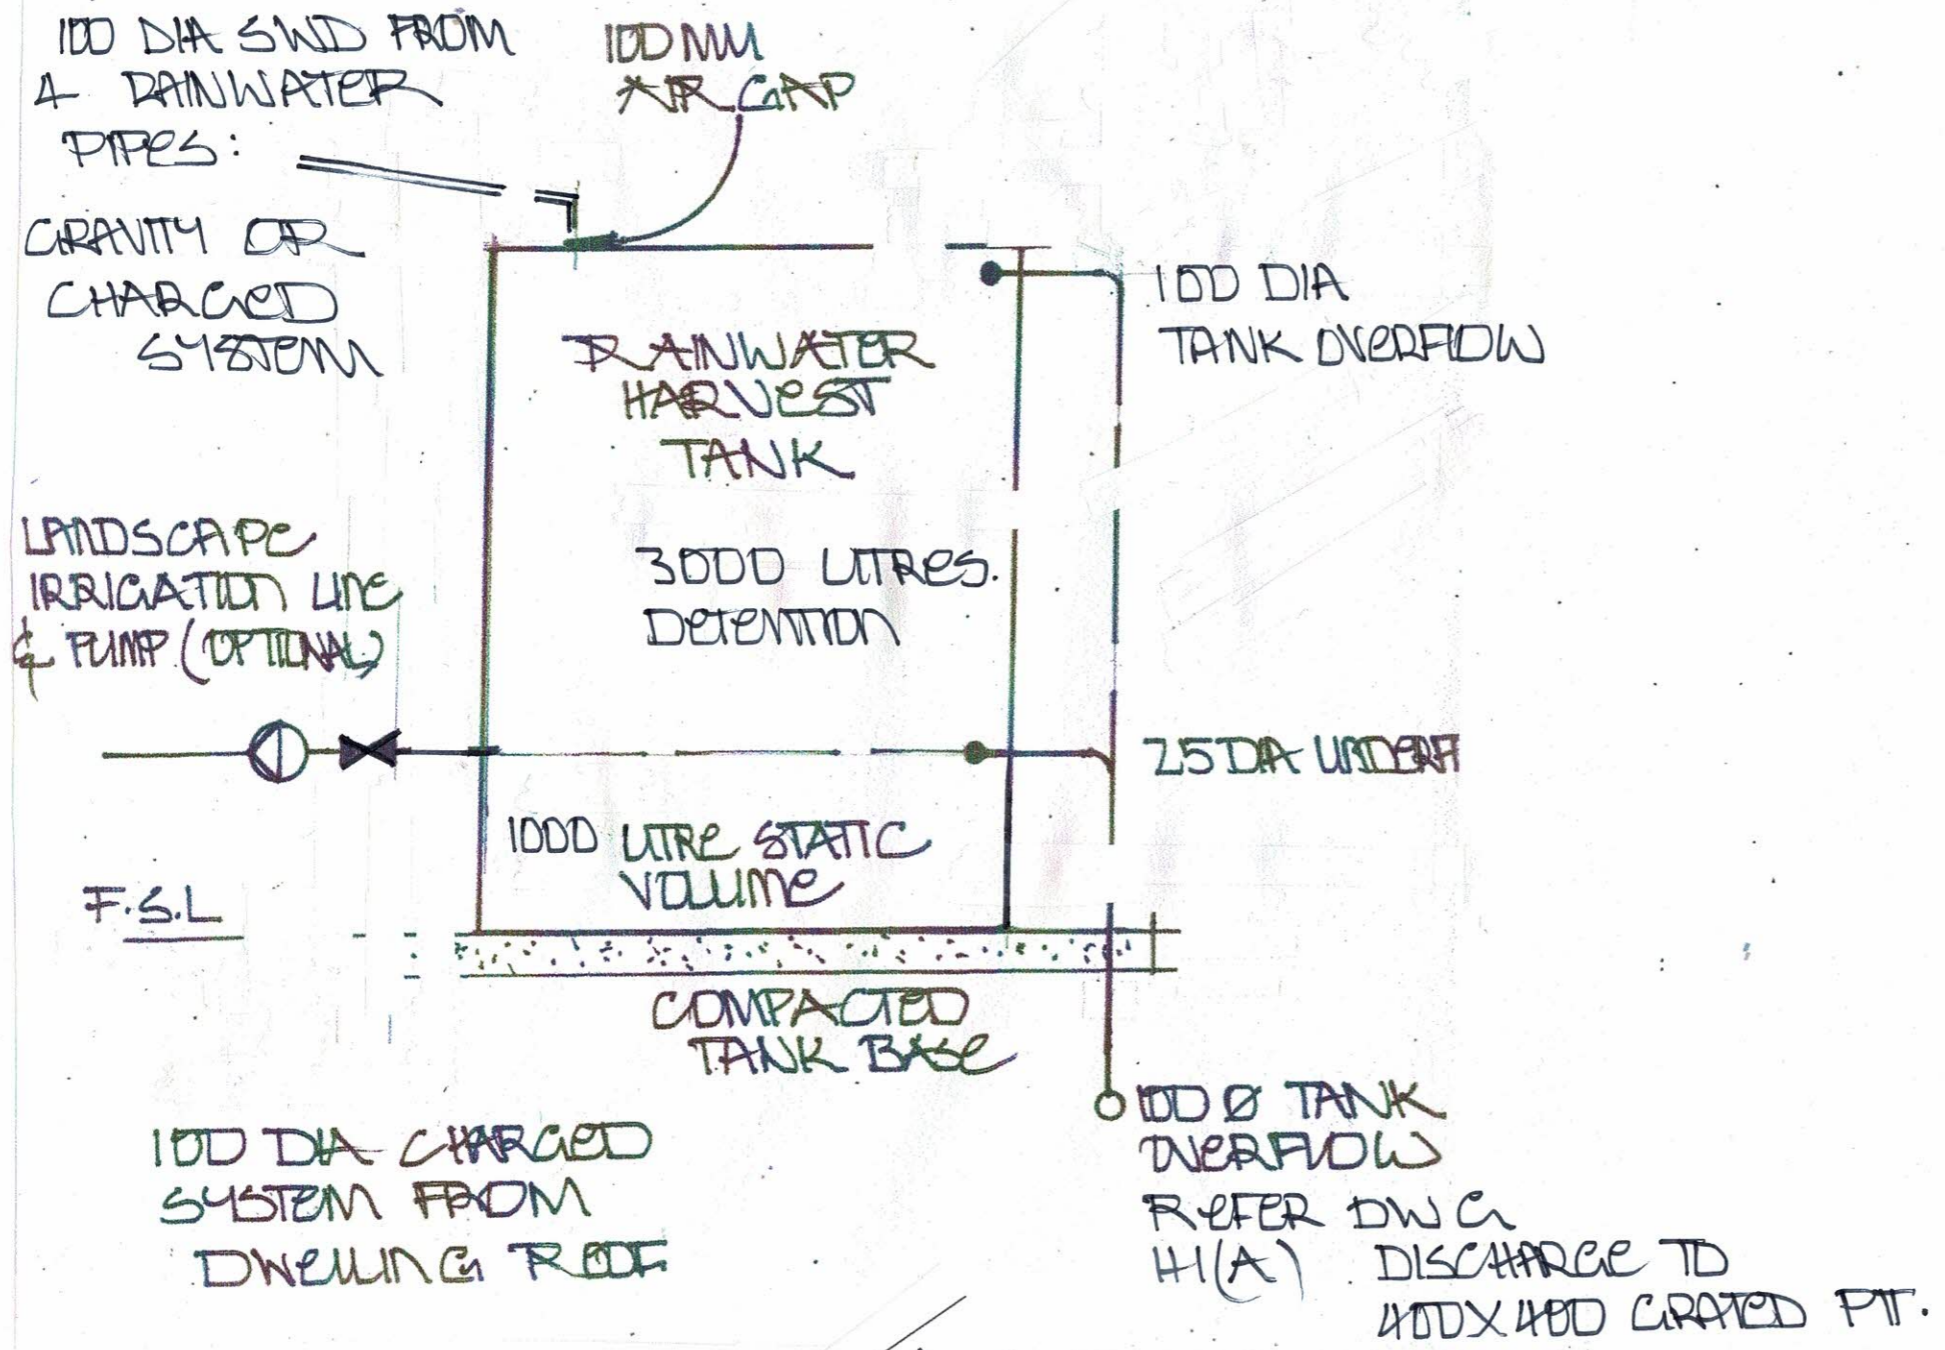 100 DIA SWD FROM
4 RAINWATER
PIPES:
GRAVITY OR
CHARGED
SYSTEM
100MM
AIR GAP
RAINWATER
HARVEST
TANK
100 DIA
TANK OVERFLOW
3000 LITRES.
DETENTION
LANDSCAPE
IRRIGATION LINE
& PUMP (OPTIONAL)
25 DIA UNDERFL
1000 LITRE STATIC
VOLUME
F.S.L
COMPACTED
TANK BASE
100 DIA CHARGED
SYSTEM FROM
DWELLING ROOF
100 Ø TANK
OVERFLOW
REFER DWG
H1(A) DISCHARGE TO
400X400 GRATED PIT.